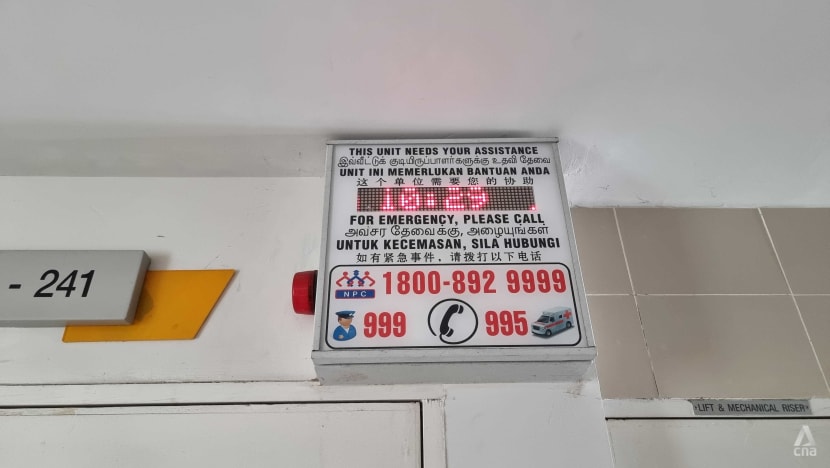 THIS UNIT NEEDS YOUR ASSISTANCE
இவ்வீட்டுக் குடியிருப்பாளர்களுக்கு உதவி தேவை
UNIT INI MEMERLUKAN BANTUAN ANDA
这个单位需要您的协助
10:29
FOR EMERGENCY, PLEASE CALL
அவசர தேவைக்கு, அழையுங்கள்
UNTUK KECEMASAN, SILA HUBUNGI
如有紧急事件，请拨打以下电话
NPC 1800-892 9999
999 995
- 241
LIFT & MECHANICAL RISER
cna